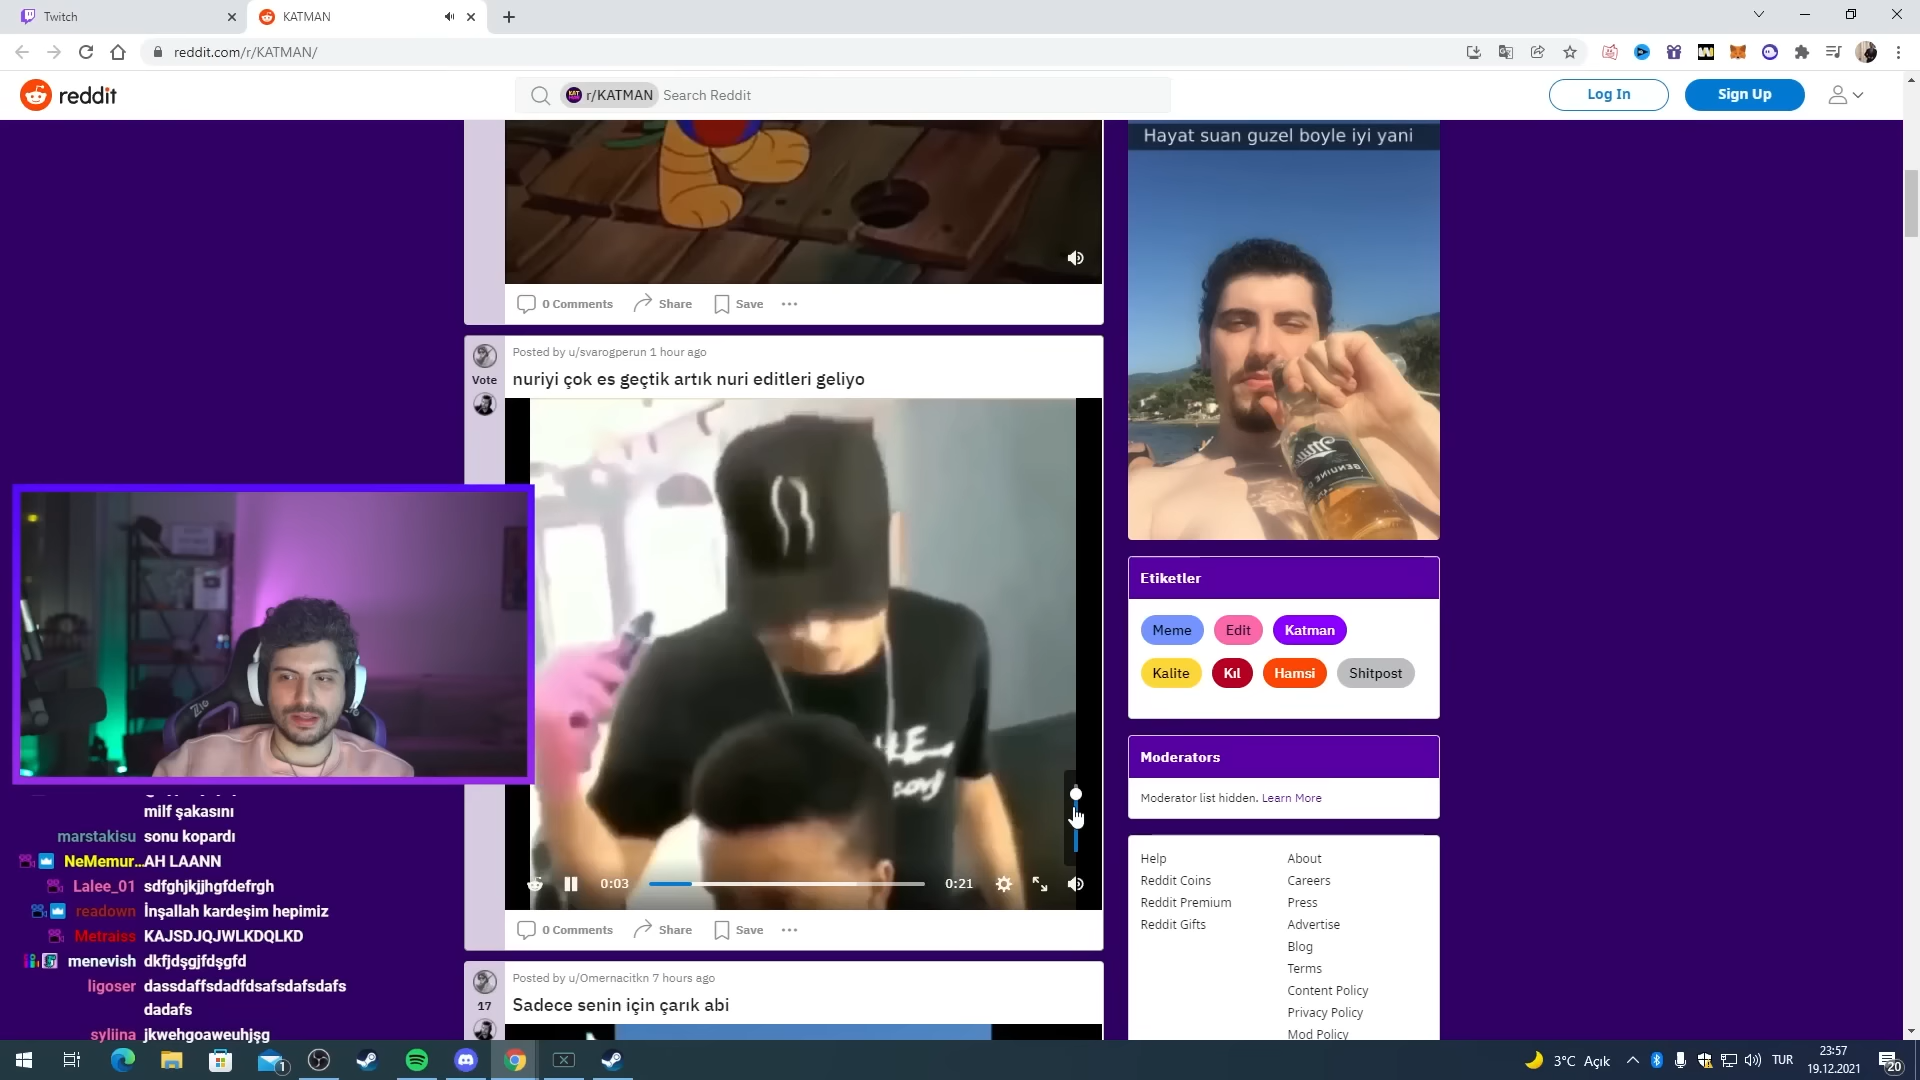 Twitch
KATMAN
reddit.com/r/KATMAN/
reddit
r/KATMAN Search Reddit
Log In
Sign Up
0 Comments Share Save
Posted by u/svarogperun 1 hour ago
Vote
nuriyi çok es geçtik artık nuri editleri geliyo
0:03
0:21
0 Comments Share Save
Posted by u/Omernacitkn 7 hours ago
17
Sadece senin için çarık abi
Hayat suan guzel boyle iyi yani
GENUINE
Etiketler
Meme Edit Katman
Kalite Kıl Hamsi Shitpost
Moderators
Moderator list hidden. Learn More
Help
Reddit Coins
Reddit Premium
Reddit Gifts
About
Careers
Press
Advertise
Blog
Terms
Content Policy
Privacy Policy
Mod Policy
milf şakasını
marstakisu sonu kopardı
NeMemur... AH LAANN
Lalee_01 sdfghjkjjhgfdefrgh
readown İnşallah kardeşim hepimiz
Metraiss KAJSDJQJWLKDQLKD
menevish dkfjdşgjfdşgfd
ligoser dassdaffsdadfdsafsdafsdafs
dadafs
syliina jkwehgoaweuhjşg
1
3°C Açık
TUR
23:57
19.12.2021
20